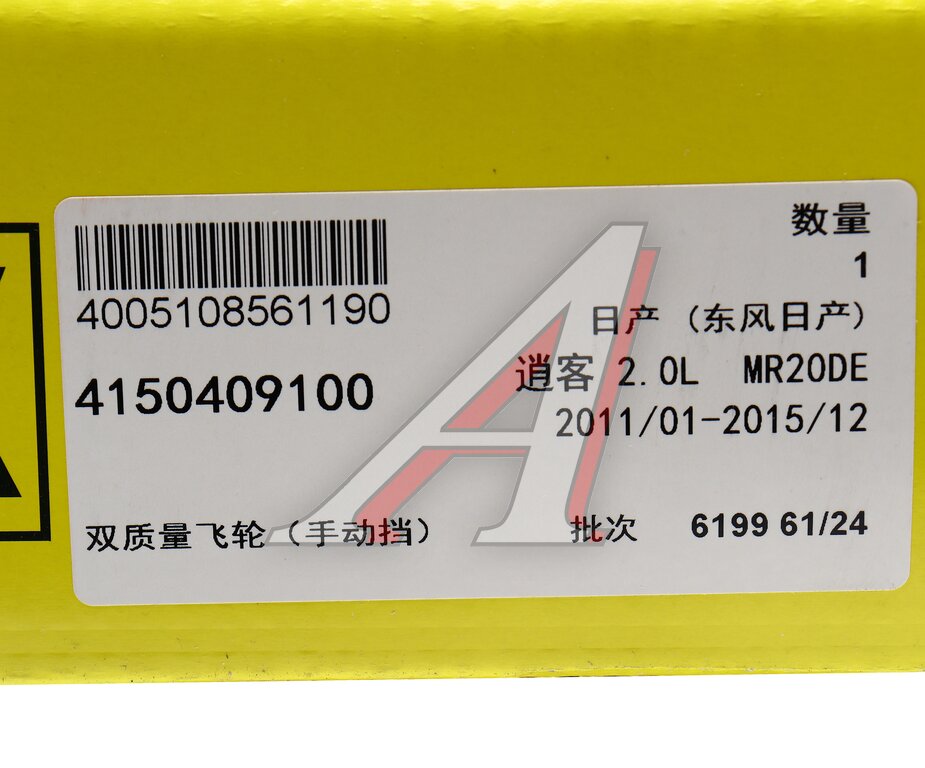 数量
1
4005108561190
日产 (东风日产)
4150409100
逍客 2.0L MR20DE
2011/01-2015/12
双质量飞轮（手动挡）
批次 6199 61/24